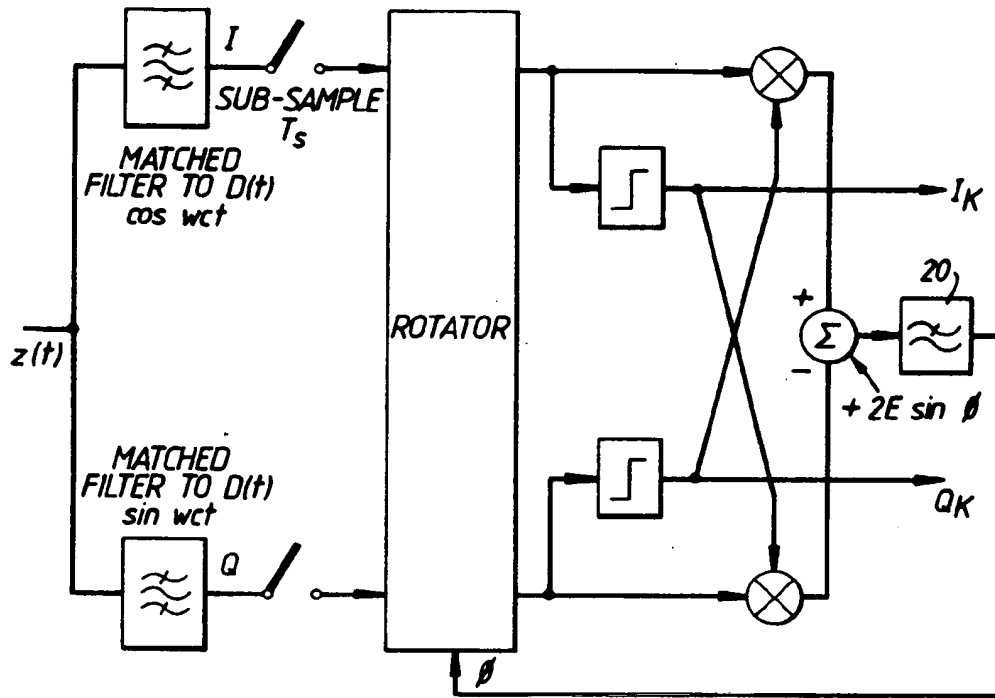 I
SUB-SAMPLE
Ts
MATCHED
FILTER TO D(t)
cos wct
ROTATOR
z(t)
MATCHED
FILTER TO D(t)
sin wct
Q
ø
IK
+
Σ
-
20
+ 2E sin ø
QK